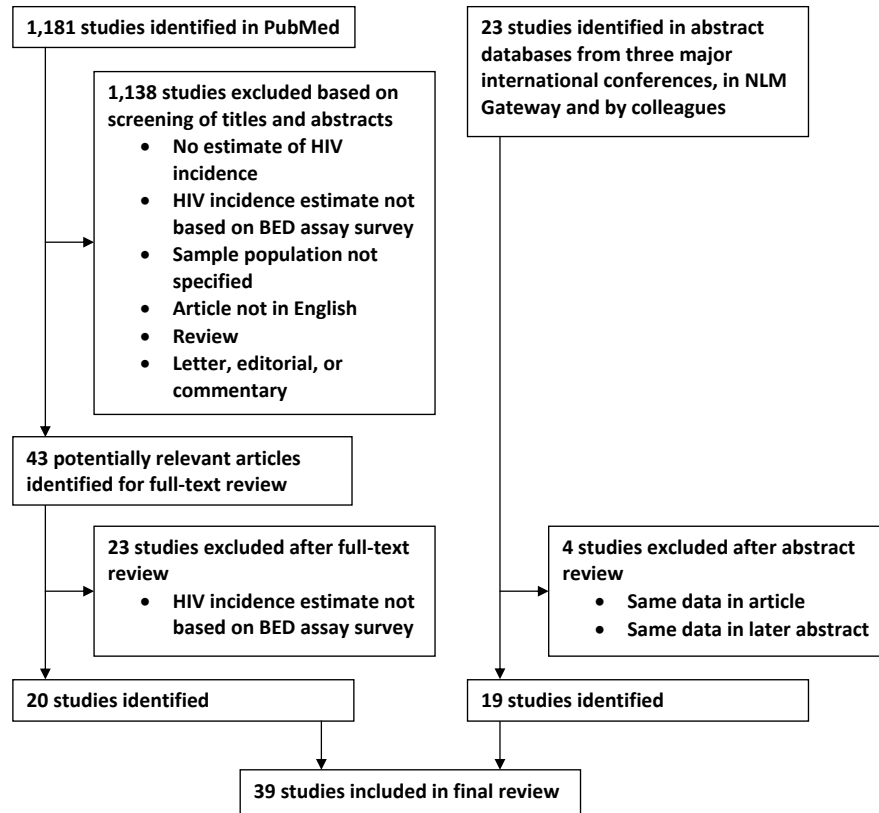 1,181 studies identified in PubMed
23 studies identified in abstract
databases from three major
international conferences, in NLM
Gateway and by colleagues
1,138 studies excluded based on
screening of titles and abstracts
• No estimate of HIV
incidence
• HIV incidence estimate not
based on BED assay survey
• Sample population not
specified
• Article not in English
• Review
• Letter, editorial, or
commentary
43 potentially relevant articles
identified for full-text review
23 studies excluded after full-text
review
• HIV incidence estimate not
based on BED assay survey
4 studies excluded after abstract
review
• Same data in article
• Same data in later abstract
20 studies identified
19 studies identified
39 studies included in final review